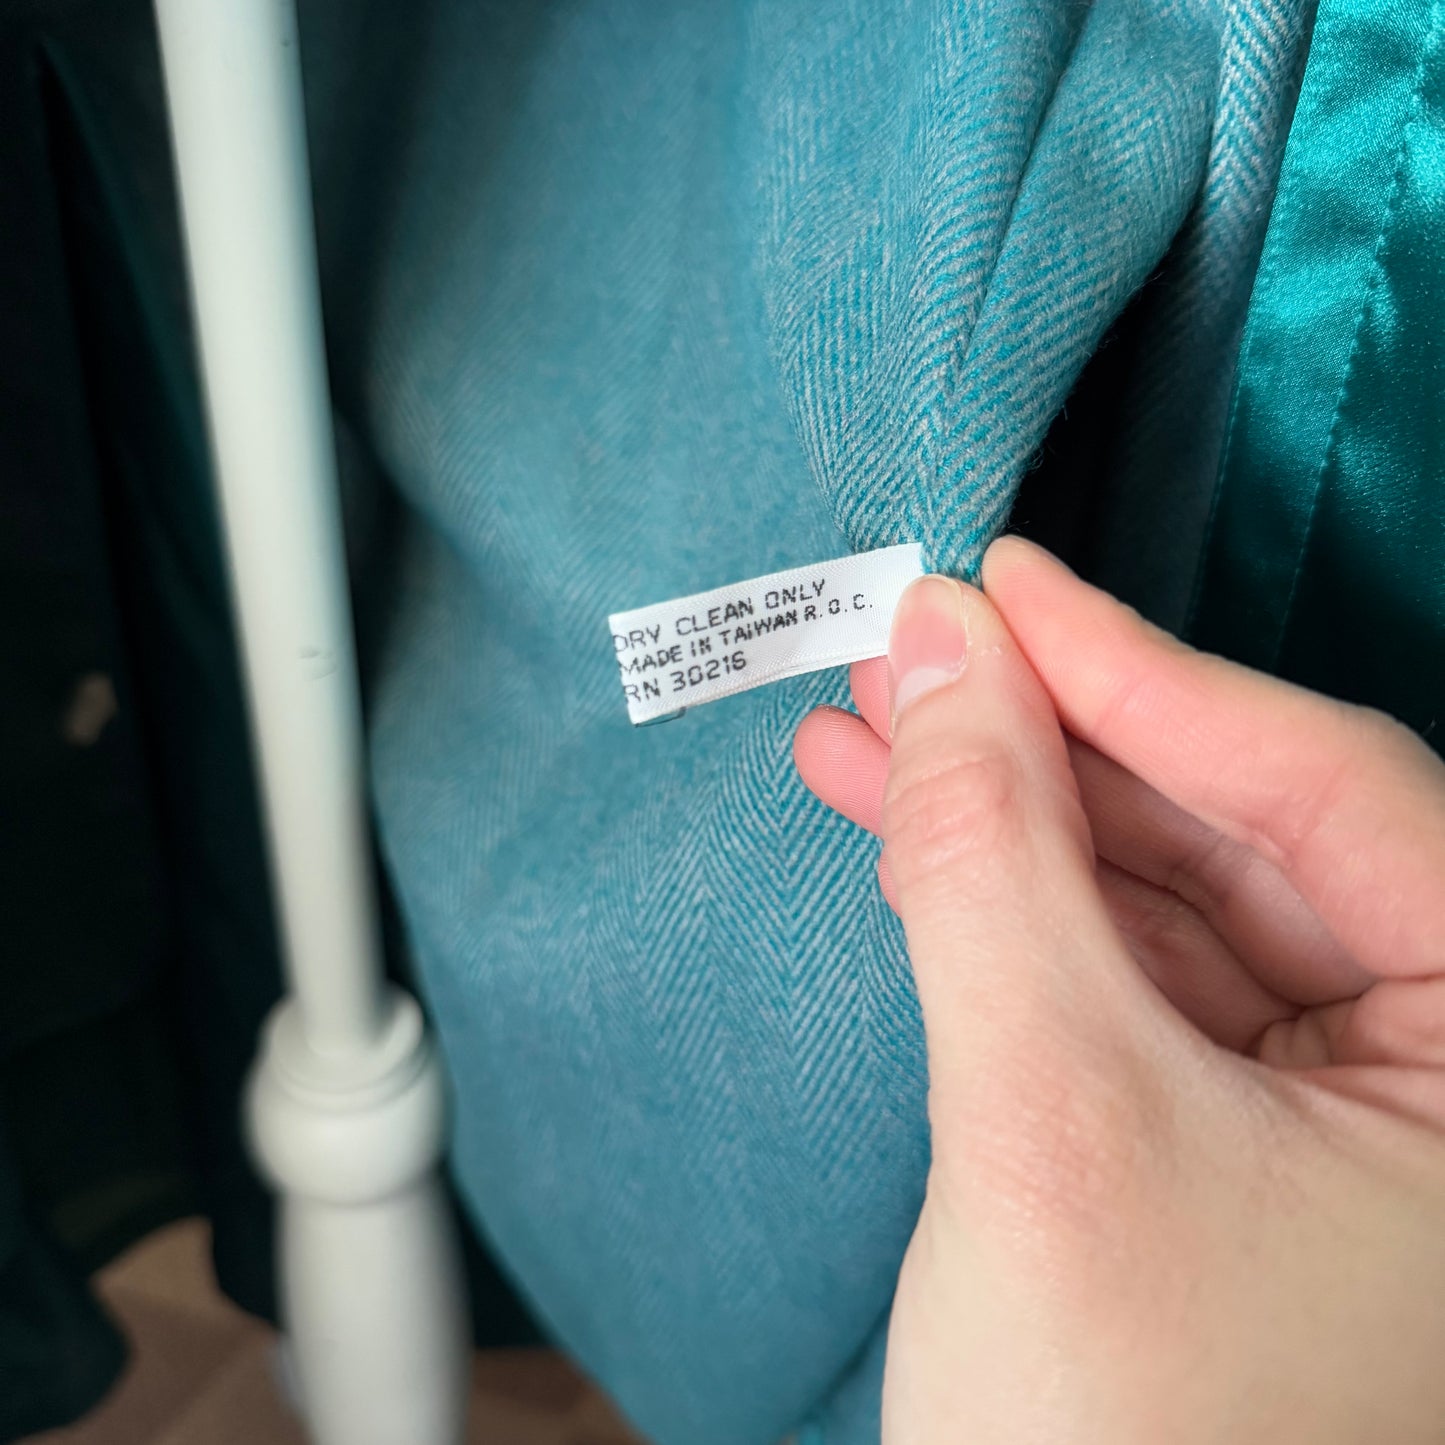 DRY CLEAN ONLY
MADE IN TAIWAN R.O.C.
RN 30216